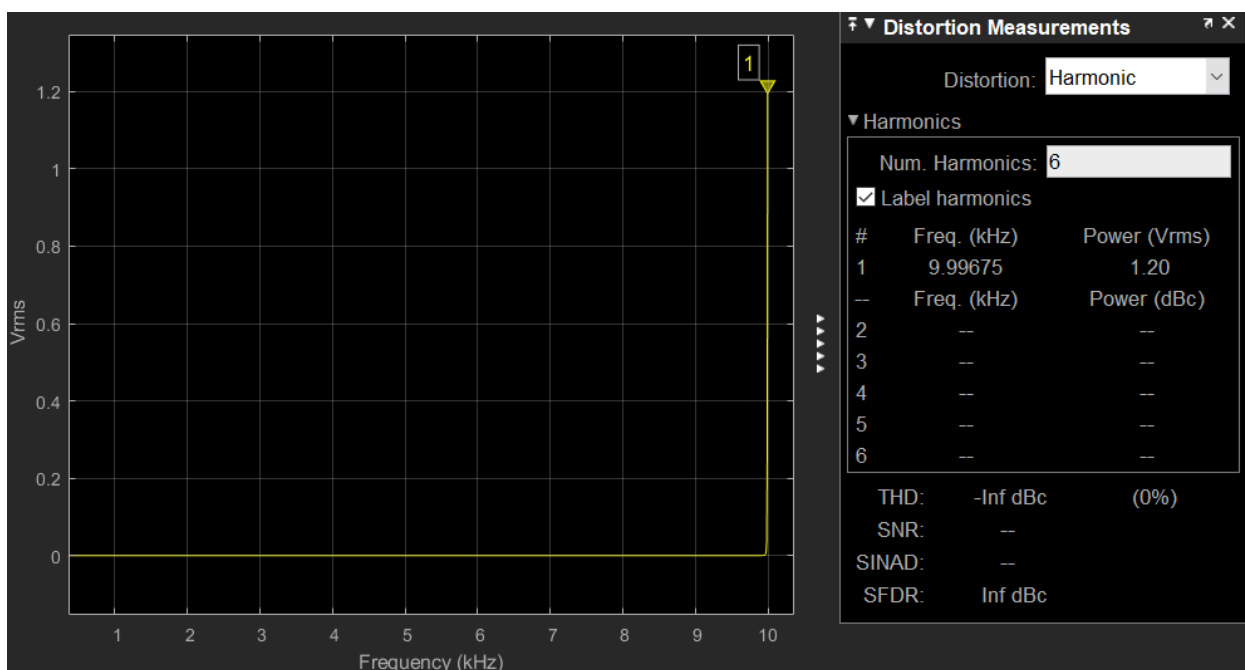 1
1.2
1
0.8
0.6
0.4
0.2
0
Vrms
1 2 3 4 5 6 7 8 9 10
Frequency (kHz)
Distortion Measurements
Distortion: Harmonic
Harmonics
Num. Harmonics: 6
Label harmonics
# Freq. (kHz) Power (Vrms)
1 9.99675 1.20
-- Freq. (kHz) Power (dBc)
2 -- --
3 -- --
4 -- --
5 -- --
6 -- --
THD: -Inf dBc (0%)
SNR: --
SINAD: --
SFDR: Inf dBc